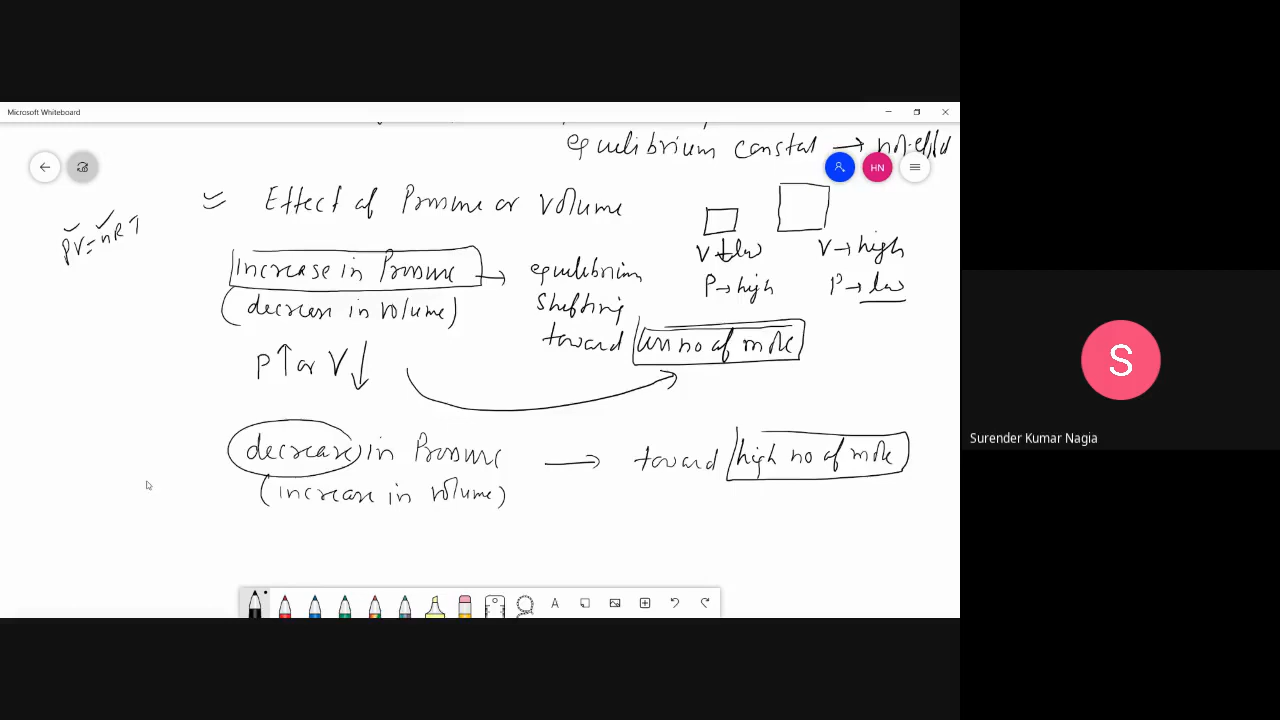 Microsoft Whiteboard
equilibrium constat →
HN
Effect of Pressure or Volume
PV = nRT
V ↓ low
V → high
P → high
P → low
increase in Pressure → equilibrium
(decrease in volume)
shifting
toward less no of mole
P ↑ or V ↓
decrease in Pressure → toward high no of mole
(increase in volume)
S
Surender Kumar Nagia
A